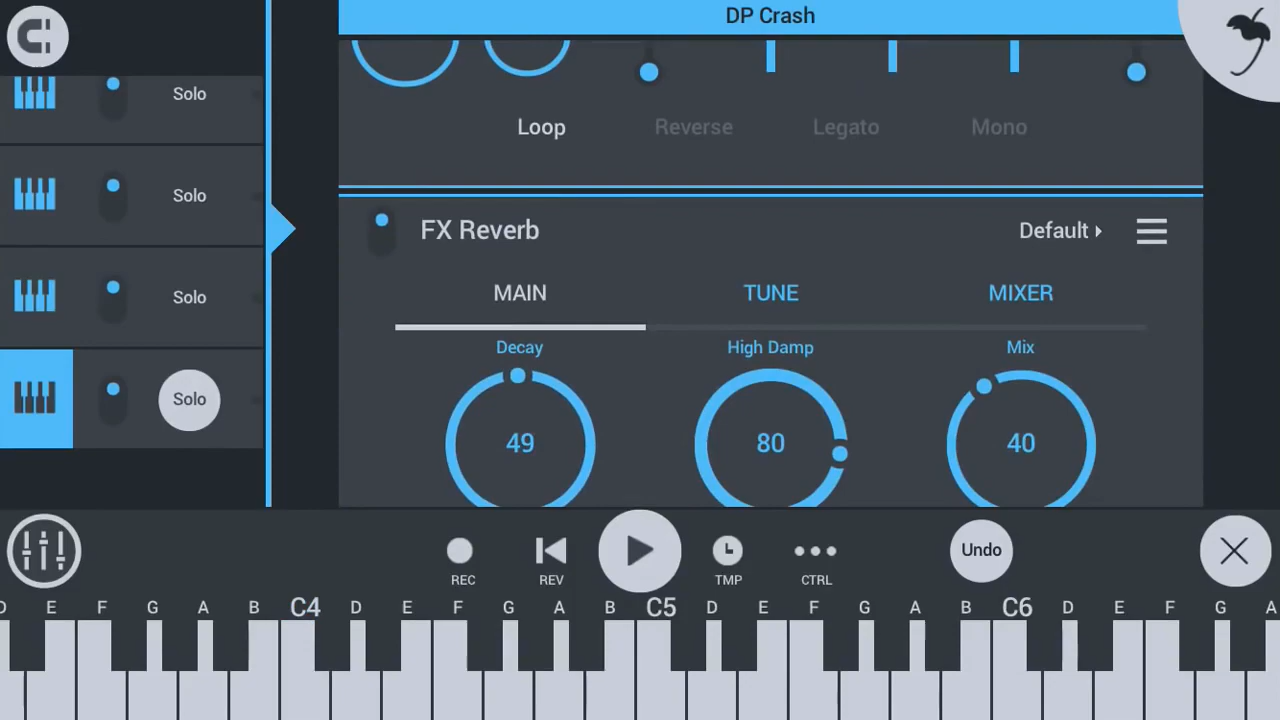 DP Crash
Solo
Loop Reverse Legato Mono
Solo
FX Reverb Default
MAIN TUNE MIXER
Solo
Decay High Damp Mix
Solo
49 80 40
Undo
REC REV TMP CTRL
D E F G A B C4 D E F G A B C5 D E F G A B C6 D E F G A